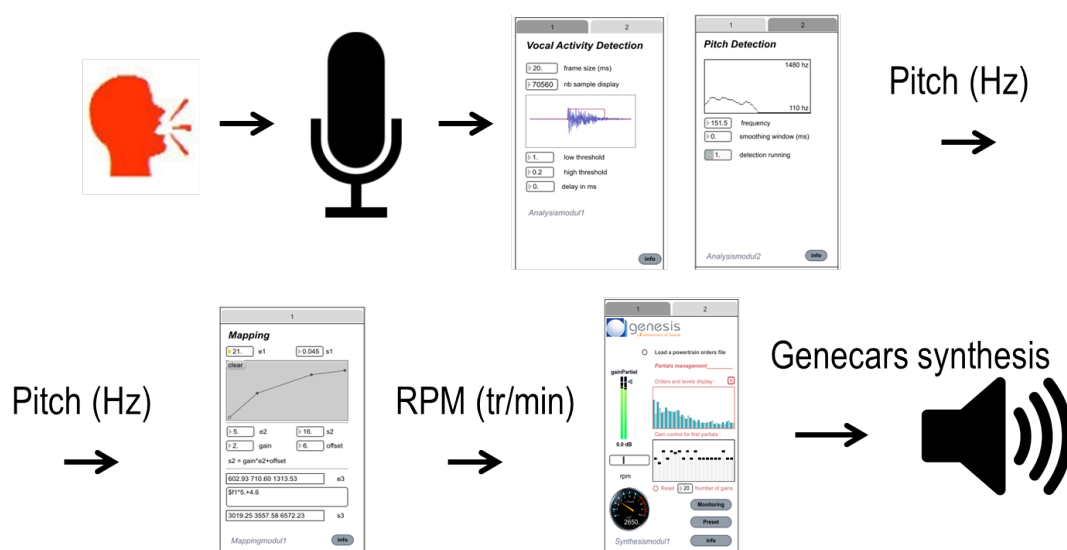 1 2
Vocal Activity Detection
20. frame size (ms)
70560 nb sample display
1. low threshold
0.2 high threshold
0. delay in ms
Analysismodul1
info
1 2
Pitch Detection
1480 hz
110 hz
151.5 frequency
0. smoothing window (ms)
1. detection running
Analysismodul2
info
Pitch (Hz)
Pitch (Hz)
1
Mapping
21. e1 0.045 s1
clear
5. e2 16. s2
2. gain 6. offset
s2 = gain*e2+offset
602.93 710.60 1313.53 e3
$f1*5.+4.6
3019.25 3557.58 6572.23 s3
Mappingmodul1
info
RPM (tr/min)
1 2
genesis
Load a powertrain orders file
Partials management
gainPartial
Orders and levels display :
Gain control for first partials :
0.0 dB
rpm
Reset 20 Number of gains
2650
Monitoring
Preset
Synthesismodul1
info
Genecars synthesis